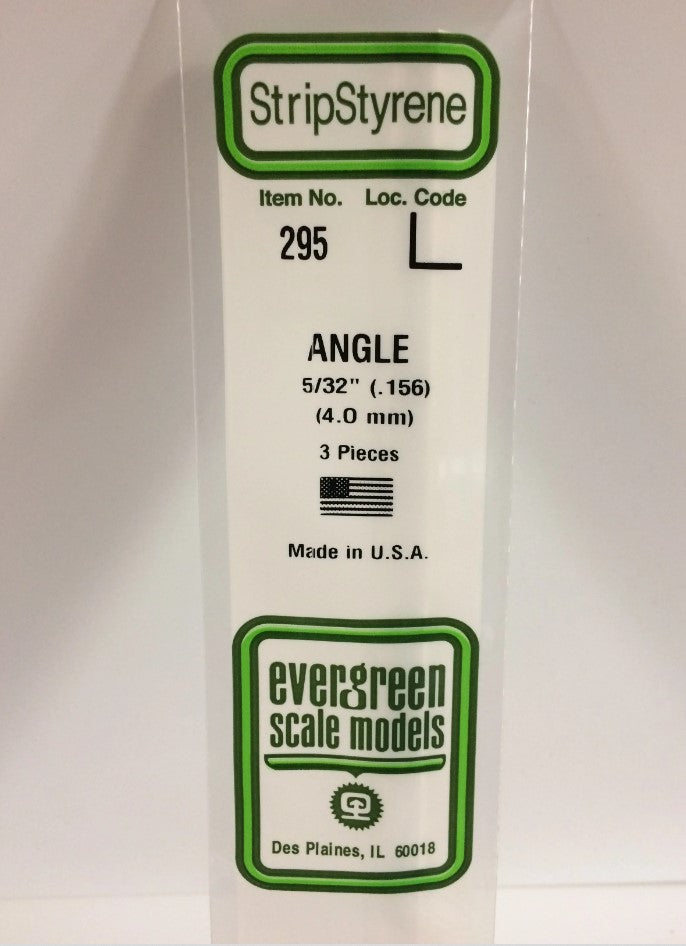 StripStyrene
Item No. Loc. Code
295 L
ANGLE
5/32" (.156)
(4.0 mm)
3 Pieces
Made in U.S.A.
evergreen
scale models
Des Plaines, IL 60018